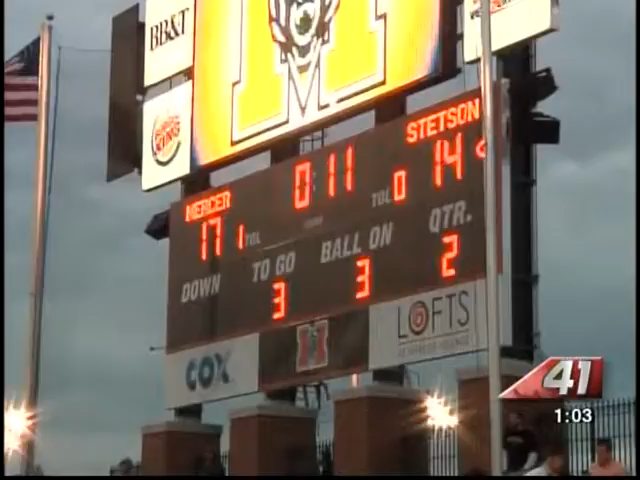 BB&T
BURGER
KING
M
MERCER
0:11
STETSON
17
1
TOL
TOL
0
14
DOWN
TO GO
BALL ON
QTR.
3
3
2
COX
M
LOFTS
41
1:03